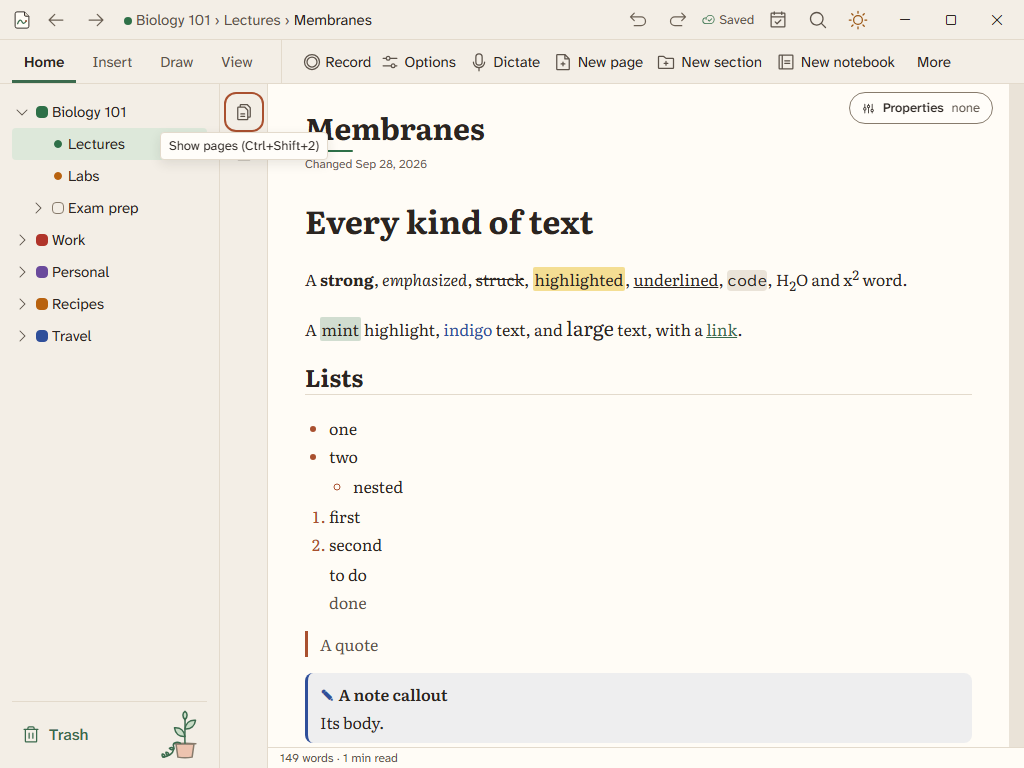 Biology 101 › Lectures › Membranes
Saved
Home Insert Draw View Record Options Dictate New page New section New notebook More
Biology 101
Lectures
Labs
Exam prep
Work
Personal
Recipes
Travel
Trash
Show pages (Ctrl+Shift+2)
Properties none
Membranes
Changed Sep 28, 2026
Every kind of text
A strong, emphasized, struck, highlighted, underlined, code, H2O and x2 word.
A mint highlight, indigo text, and large text, with a link.
Lists
one
two
nested
1. first
2. second
to do
done
A quote
A note callout
Its body.
149 words · 1 min read